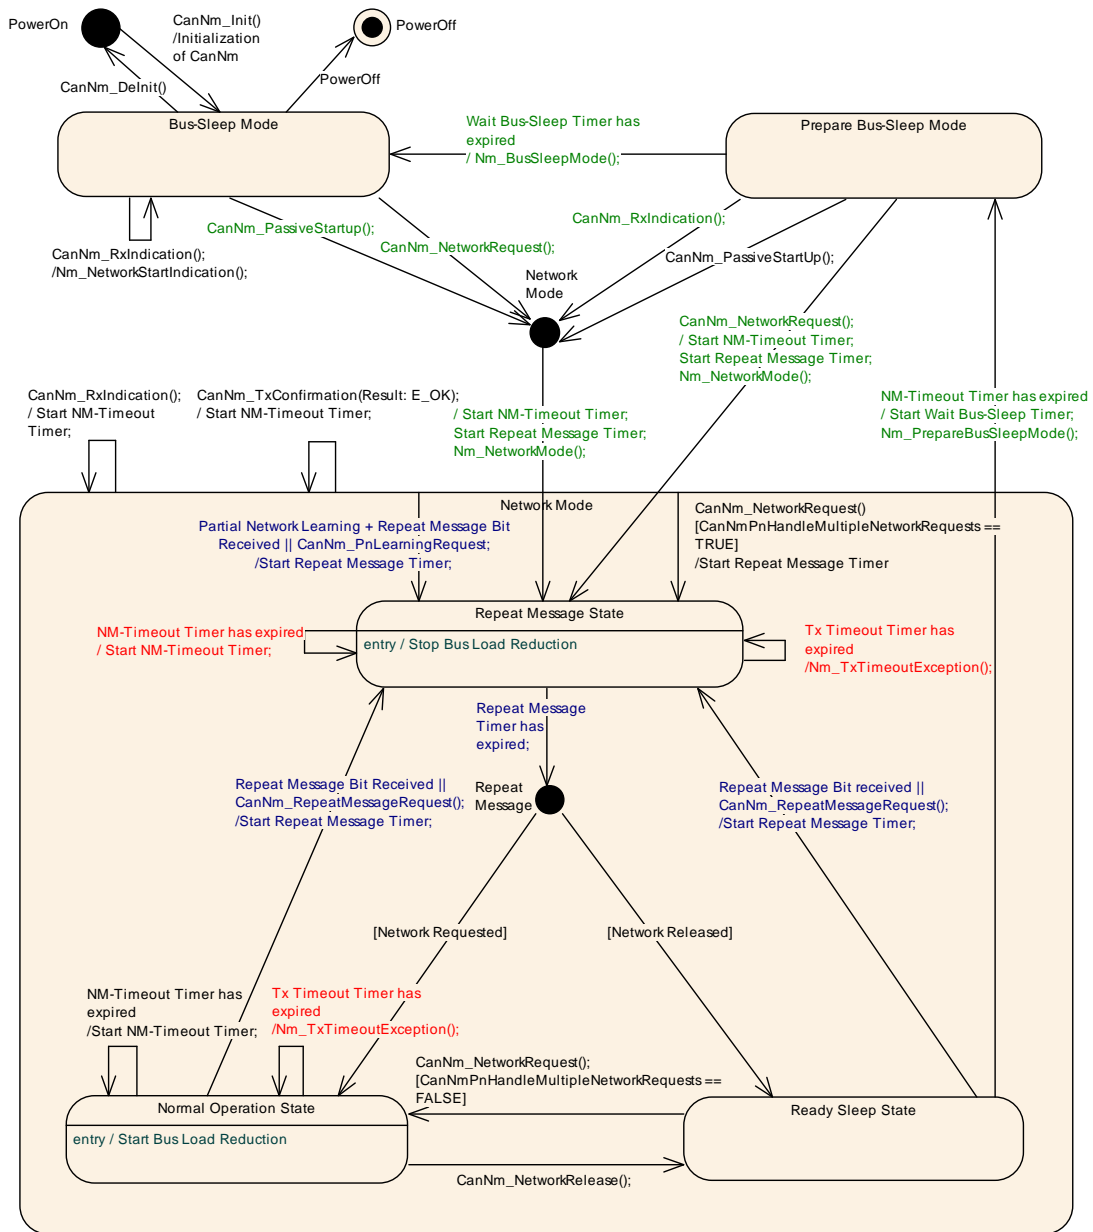 PowerOn
CanNm_Init()
/Initialization
of CanNm
PowerOff
CanNm_DeInit()
PowerOff
Bus-Sleep Mode
Wait Bus-Sleep Timer has
expired
/ Nm_BusSleepMode();
Prepare Bus-Sleep Mode
CanNm_RxIndication();
/Nm_NetworkStartIndication();
CanNm_PassiveStartup();
CanNm_NetworkRequest();
CanNm_RxIndication();
CanNm_PassiveStartUp();
Network
Mode
CanNm_NetworkRequest();
/ Start NM-Timeout Timer;
Start Repeat Message Timer;
Nm_NetworkMode();
NM-Timeout Timer has expired
/ Start Wait Bus-Sleep Timer;
Nm_PrepareBusSleepMode();
CanNm_RxIndication();
/ Start NM-Timeout
Timer;
CanNm_TxConfirmation(Result: E_OK);
/ Start NM-Timeout Timer;
/ Start NM-Timeout Timer;
Start Repeat Message Timer;
Nm_NetworkMode();
Network Mode
Partial Network Learning + Repeat Message Bit
Received || CanNm_PnLearningRequest;
/Start Repeat Message Timer;
CanNm_NetworkRequest()
[CanNmPnHandleMultipleNetworkRequests ==
TRUE]
/Start Repeat Message Timer
Repeat Message State
entry / Stop Bus Load Reduction
NM-Timeout Timer has expired
/ Start NM-Timeout Timer;
Tx Timeout Timer has
expired
/Nm_TxTimeoutException();
Repeat Message
Timer has
expired;
Repeat Message Bit Received ||
CanNm_RepeatMessageRequest();
/Start Repeat Message Timer;
Repeat
Message
Repeat Message Bit received ||
CanNm_RepeatMessageRequest();
/Start Repeat Message Timer;
[Network Requested]
[Network Released]
NM-Timeout Timer has
expired
/Start NM-Timeout Timer;
Tx Timeout Timer has
expired
/Nm_TxTimeoutException();
CanNm_NetworkRequest();
[CanNmPnHandleMultipleNetworkRequests ==
FALSE]
Normal Operation State
entry / Start Bus Load Reduction
Ready Sleep State
CanNm_NetworkRelease();